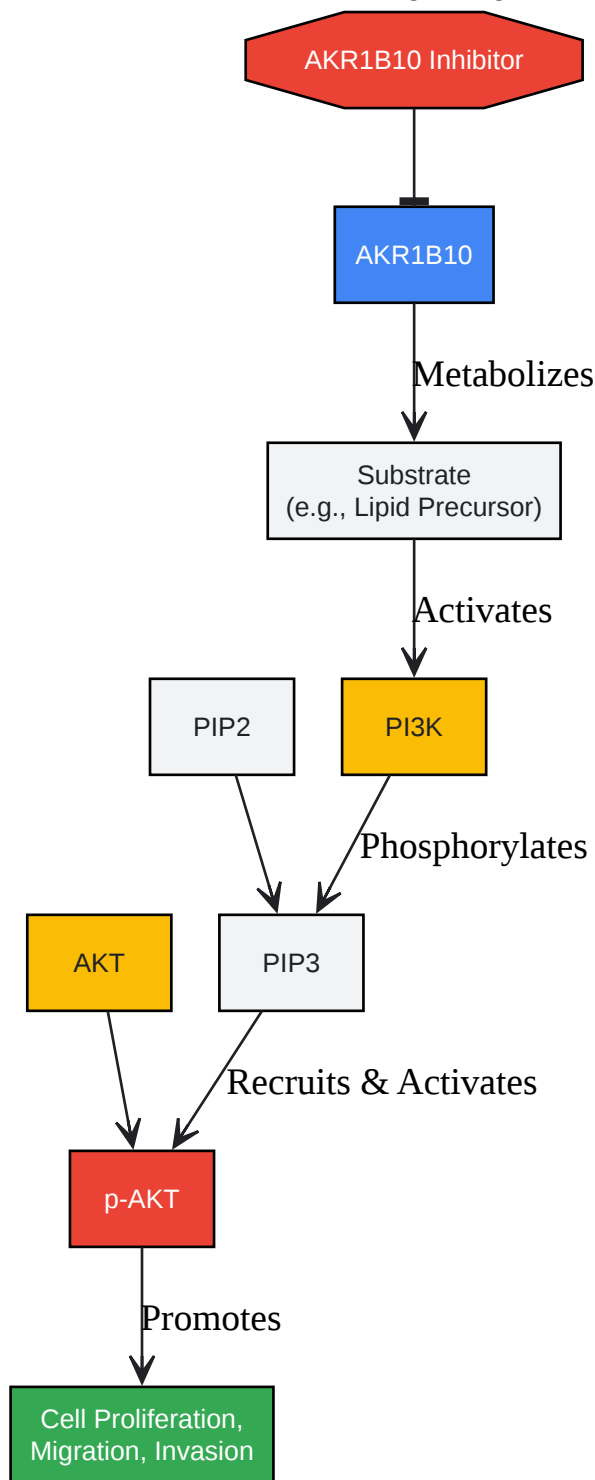 AKR1B10 Inhibitor
AKR1B10
Metabolizes
Substrate
(e.g., Lipid Precursor)
Activates
PIP2
PI3K
Phosphorylates
AKT
PIP3
Recruits & Activates
p-AKT
Promotes
Cell Proliferation,
Migration, Invasion